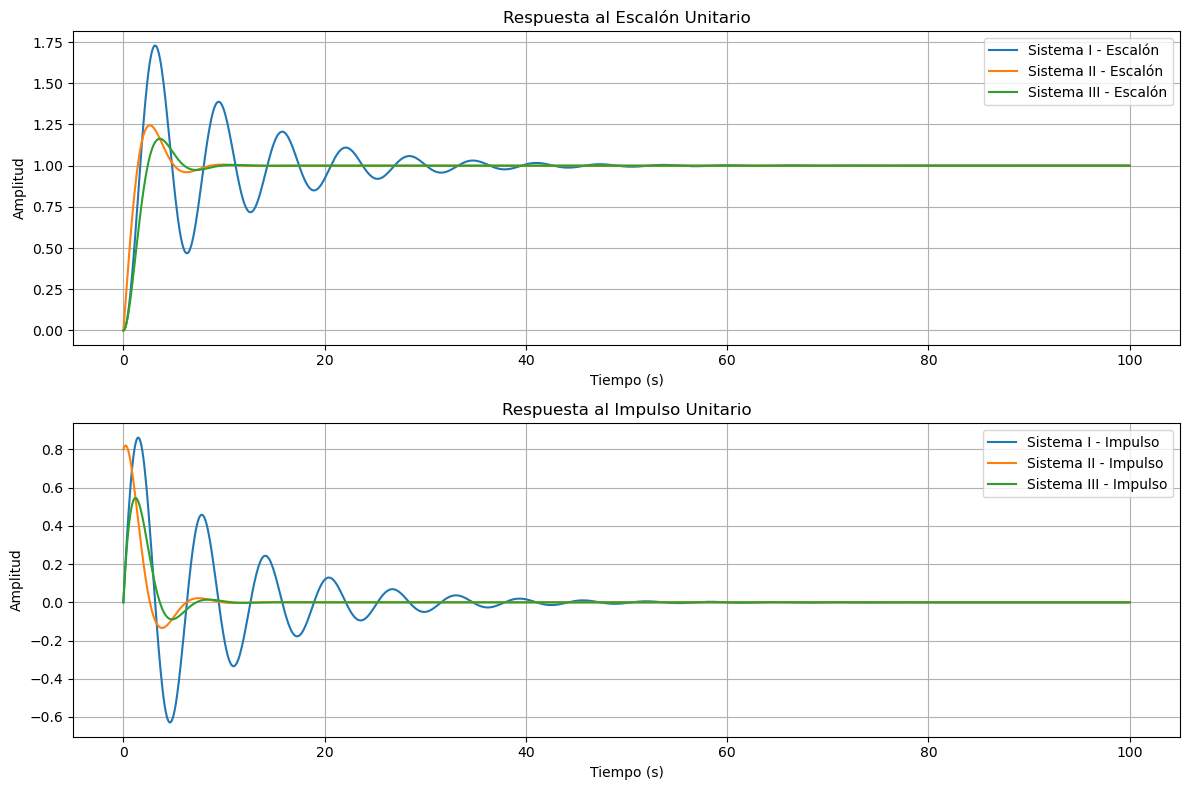 Respuesta al Escalón Unitario
Amplitud
1.75
1.50
1.25
1.00
0.75
0.50
0.25
0.00
Sistema I - Escalón
Sistema II - Escalón
Sistema III - Escalón
0 20 40 60 80 100
Tiempo (s)
Respuesta al Impulso Unitario
Amplitud
0.8
0.6
0.4
0.2
0.0
−0.2
−0.4
−0.6
Sistema I - Impulso
Sistema II - Impulso
Sistema III - Impulso
0 20 40 60 80 100
Tiempo (s)